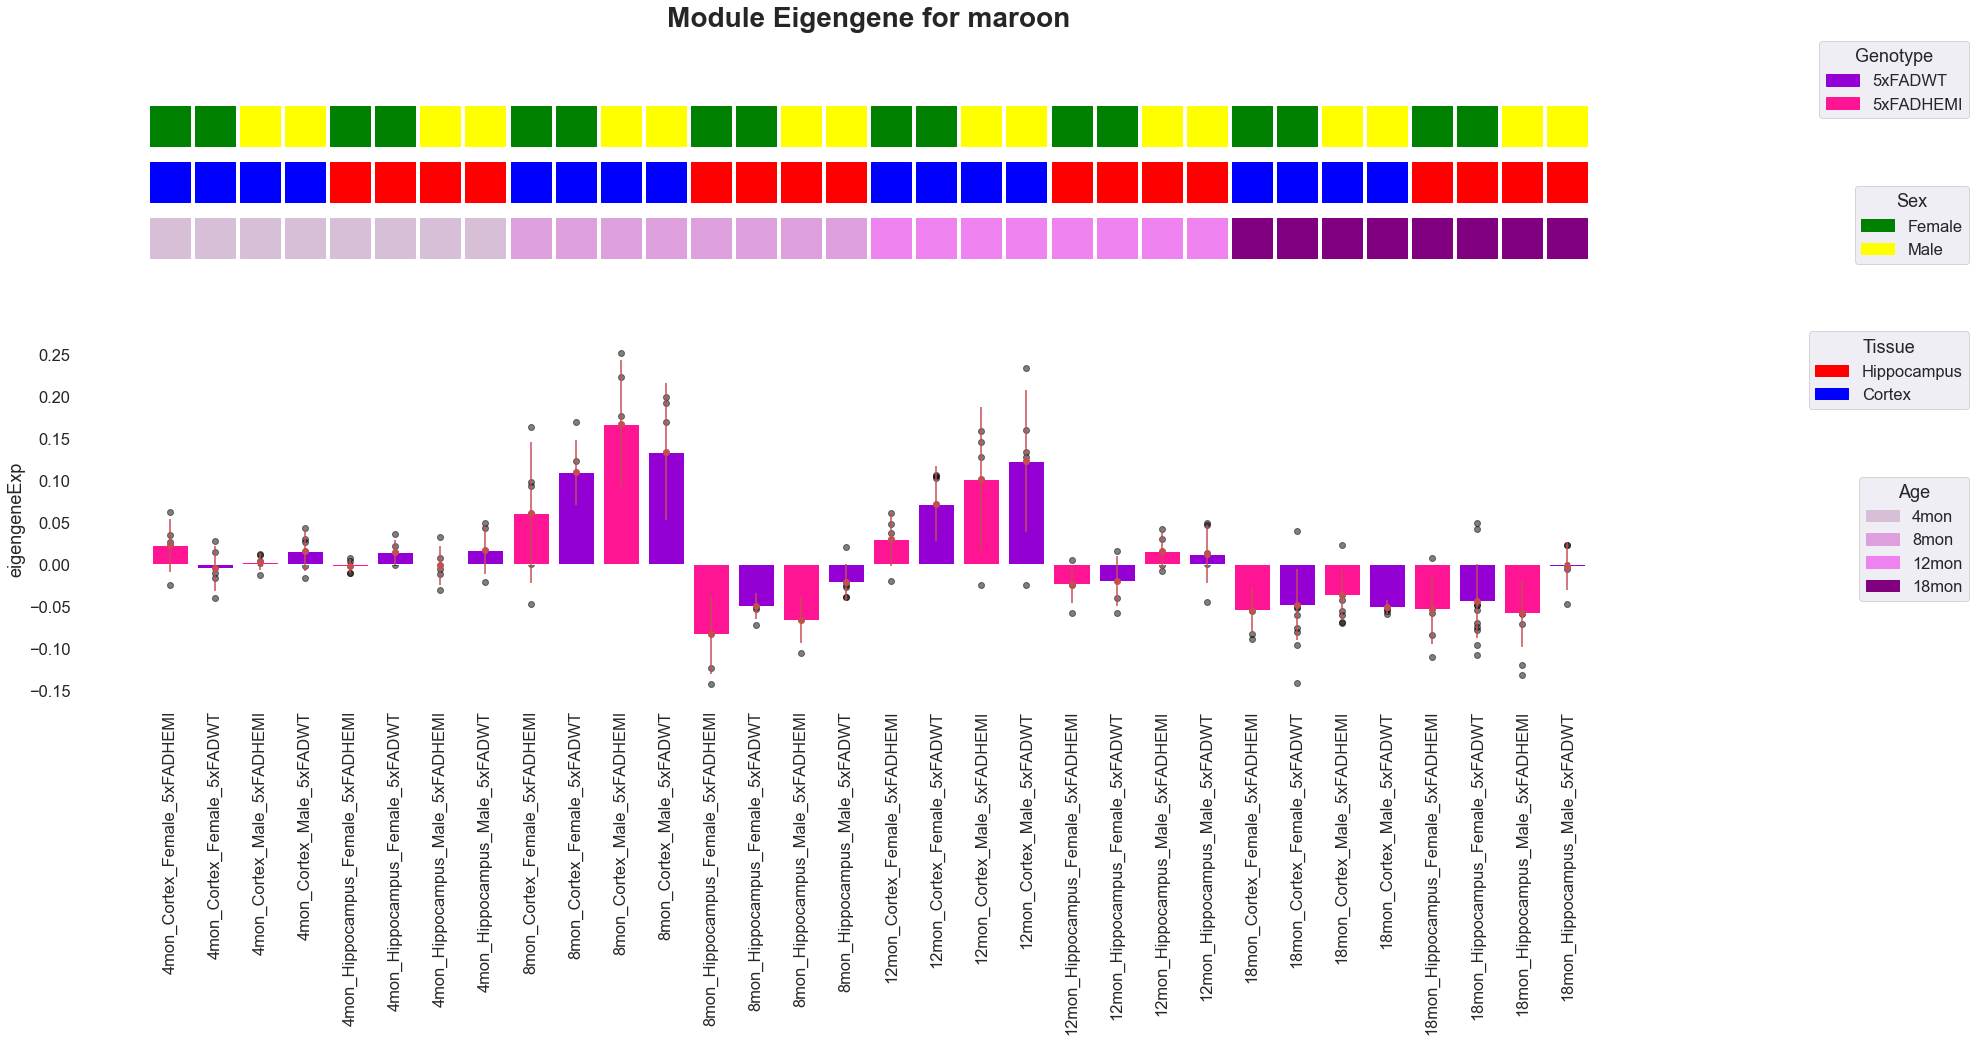 Module Eigengene for maroon
Genotype
5xFADWT
5xFADHEMI
Sex
Female
Male
Tissue
Hippocampus
Cortex
Age
4mon
8mon
12mon
18mon
eigengeneExp
0.25
0.20
0.15
0.10
0.05
0.00
−0.05
−0.10
−0.15
4mon_Cortex_Female_5xFADHEMI
4mon_Cortex_Female_5xFADWT
4mon_Cortex_Male_5xFADHEMI
4mon_Cortex_Male_5xFADWT
4mon_Hippocampus_Female_5xFADHEMI
4mon_Hippocampus_Female_5xFADWT
4mon_Hippocampus_Male_5xFADHEMI
4mon_Hippocampus_Male_5xFADWT
8mon_Cortex_Female_5xFADHEMI
8mon_Cortex_Female_5xFADWT
8mon_Cortex_Male_5xFADHEMI
8mon_Cortex_Male_5xFADWT
8mon_Hippocampus_Female_5xFADHEMI
8mon_Hippocampus_Female_5xFADWT
8mon_Hippocampus_Male_5xFADHEMI
8mon_Hippocampus_Male_5xFADWT
12mon_Cortex_Female_5xFADHEMI
12mon_Cortex_Female_5xFADWT
12mon_Cortex_Male_5xFADHEMI
12mon_Cortex_Male_5xFADWT
12mon_Hippocampus_Female_5xFADHEMI
12mon_Hippocampus_Female_5xFADWT
12mon_Hippocampus_Male_5xFADHEMI
12mon_Hippocampus_Male_5xFADWT
18mon_Cortex_Female_5xFADHEMI
18mon_Cortex_Female_5xFADWT
18mon_Cortex_Male_5xFADHEMI
18mon_Cortex_Male_5xFADWT
18mon_Hippocampus_Female_5xFADHEMI
18mon_Hippocampus_Female_5xFADWT
18mon_Hippocampus_Male_5xFADHEMI
18mon_Hippocampus_Male_5xFADWT